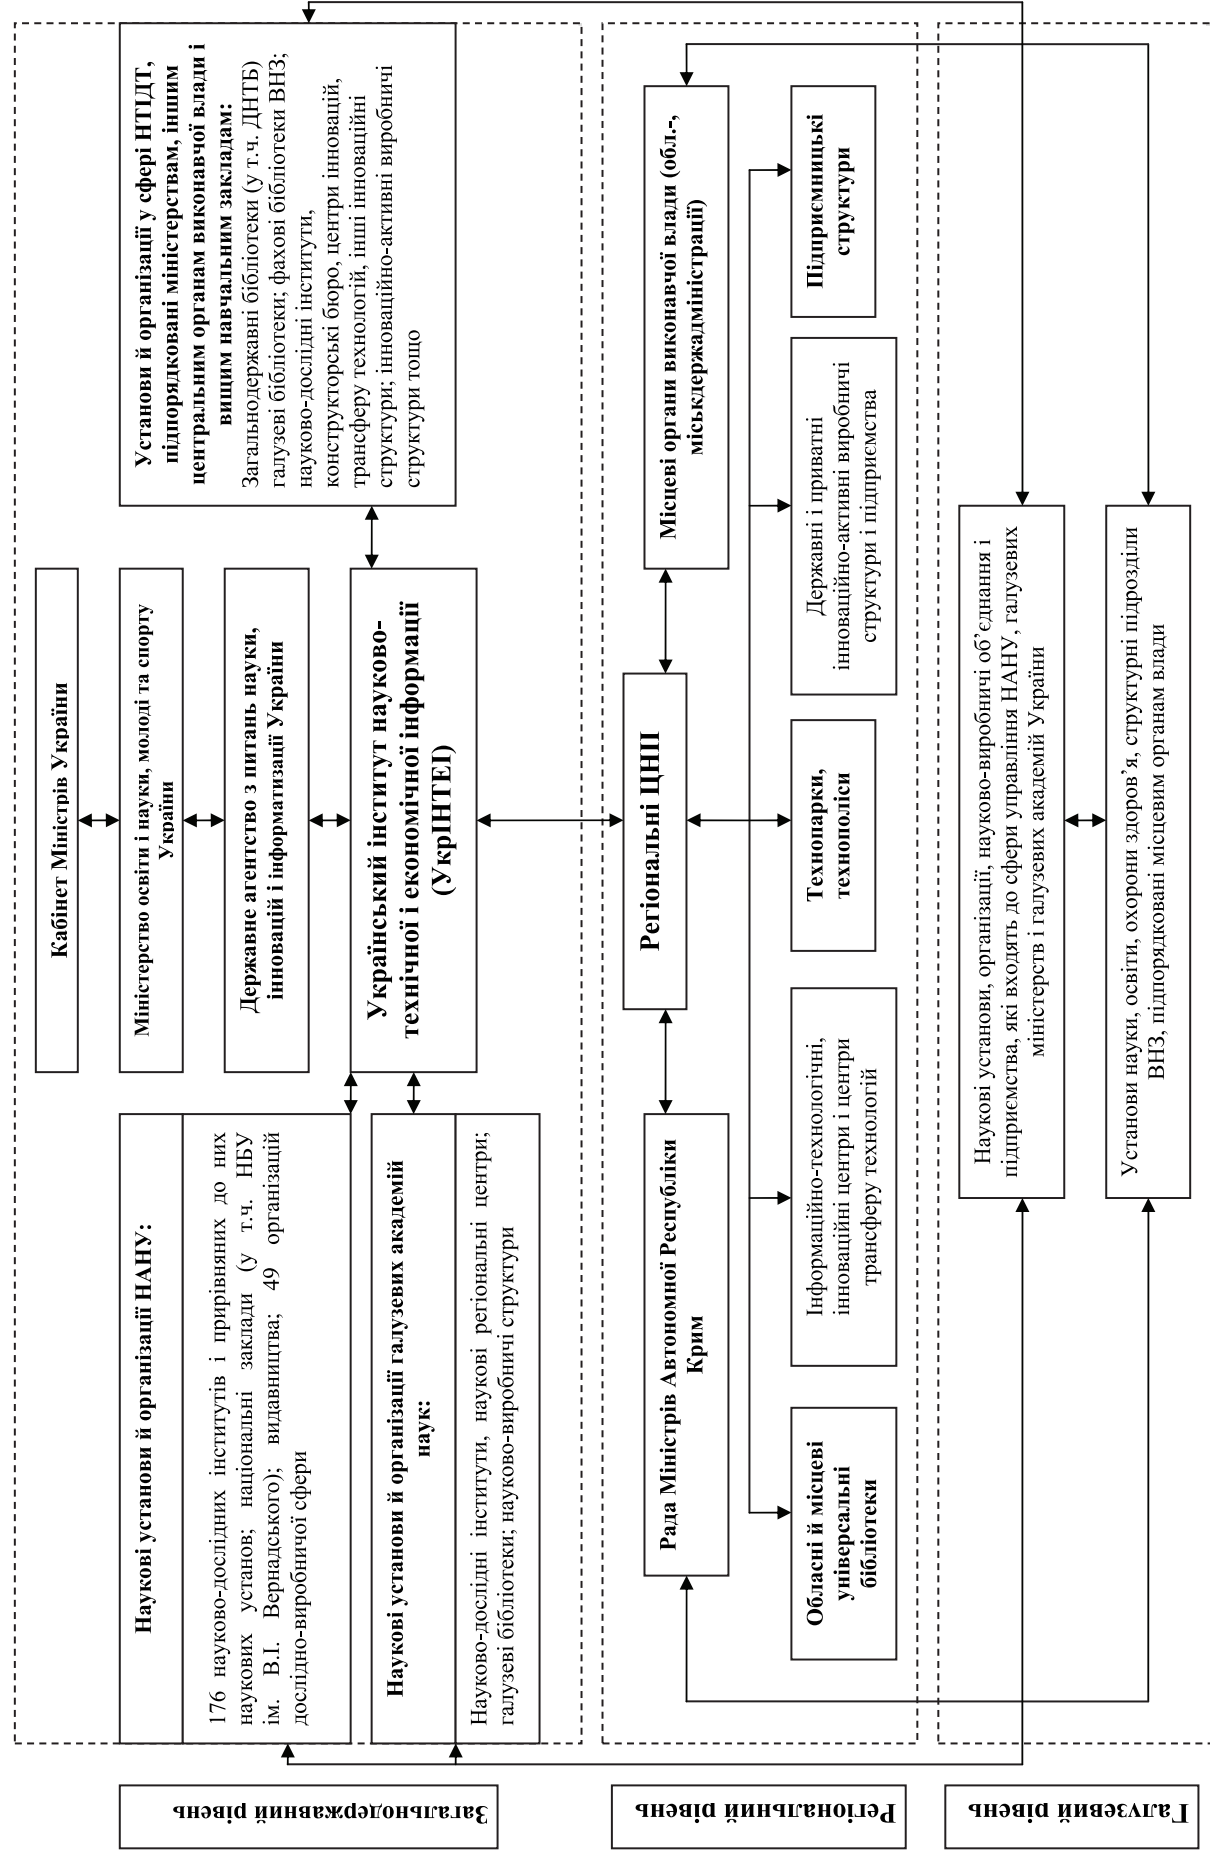 Загальнодержавний рівень
Кабінет Міністрів України
Міністерство освіти і науки, молоді та спорту
України
Державне агентство з питань науки,
інновацій і інформатизації України
Український інститут науково-
технічної і економічної інформації
(УкрІНТЕІ)
Наукові установи й організації НАНУ:
176 науково-дослідних інститутів і прирівняних до них
наукових установ; національні заклади (у т.ч. НБУ
ім. В.І. Вернадського); видавництва; 49 організацій
дослідно-виробничої сфери
Наукові установи й організації галузевих академій
наук:
Науково-дослідні інститути, наукові регіональні центри;
галузеві бібліотеки; науково-виробничі структури
Установи й організації у сфері НТІДТ,
підпорядковані міністерствам, іншим
центральним органам виконавчої влади і
вищим навчальним закладам:
Загальнодержавні бібліотеки (у т.ч. ДНТБ)
галузеві бібліотеки; фахові бібліотеки ВНЗ;
науково-дослідні інститути,
конструкторські бюро, центри інновацій,
трансферу технологій, інші інноваційні
структури; інноваційно-активні виробничі
структури тощо
Регіональний рівень
Регіональні ЦНІІ
Рада Міністрів Автономної Республіки
Крим
Місцеві органи виконавчої влади (обл.-,
міськдержадміністрації)
Обласні й місцеві
універсальні
бібліотеки
Інформаційно-технологічні,
інноваційні центри і центри
трансферу технологій
Технопарки,
технополіси
Державні і приватні
інноваційно-активні виробничі
структури і підприємства
Підприємницькі
структури
Галузевий рівень
Наукові установи, організації, науково-виробничі об’єднання і
підприємства, які входять до сфери управління НАНУ, галузевих
міністерств і галузевих академій України
Установи науки, освіти, охорони здоров’я, структурні підрозділи
ВНЗ, підпорядковані місцевим органам влади